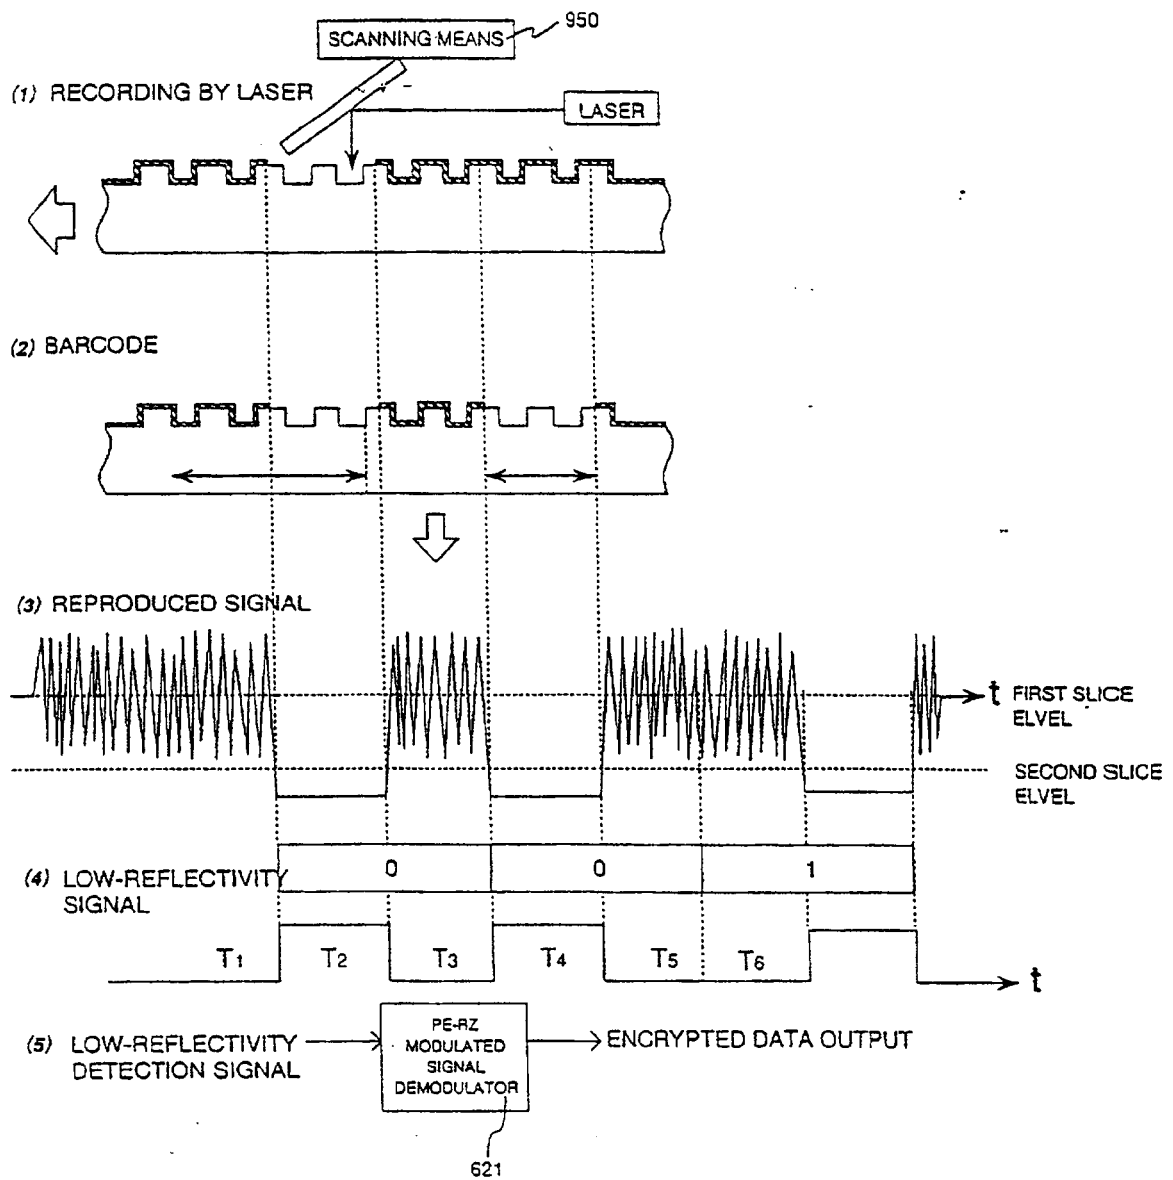 950
SCANNING MEANS
(1) RECORDING BY LASER
LASER
(2) BARCODE
(3) REPRODUCED SIGNAL
t FIRST SLICE
ELVEL
SECOND SLICE
ELVEL
0 0 1
(4) LOW-REFLECTIVITY
SIGNAL
T1 T2 T3 T4 T5 T6
t
(5) LOW-REFLECTIVITY
DETECTION SIGNAL
PE-RZ
MODULATED
SIGNAL
DEMODULATOR
ENCRYPTED DATA OUTPUT
621